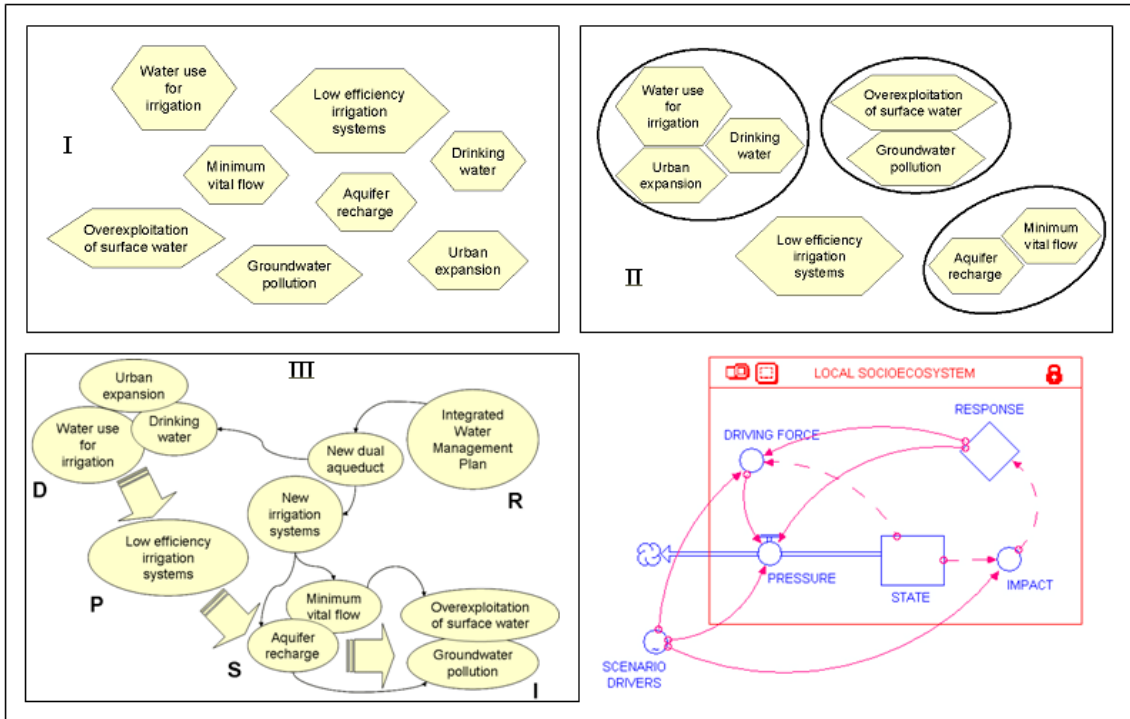 I
Water use
for
irrigation
Low efficiency
irrigation
systems
Minimum
vital flow
Drinking
water
Aquifer
recharge
Overexploitation
of surface water
Groundwater
pollution
Urban
expansion
II
Water use
for
irrigation
Drinking
water
Urban
expansion
Overexploitation
of surface water
Groundwater
pollution
Low efficiency
irrigation
systems
Minimum
vital flow
Aquifer
recharge
III
Urban
expansion
Water use
for
irrigation
Drinking
water
D
New dual
aqueduct
Integrated
Water
Management
Plan
R
New
irrigation
systems
Low efficiency
irrigation
systems
P
Minimum
vital flow
Aquifer
recharge
S
Overexploitation
of surface water
Groundwater
pollution
I
LOCAL SOCIOECOSYSTEM
RESPONSE
DRIVING FORCE
PRESSURE
STATE
IMPACT
~
SCENARIO
DRIVERS